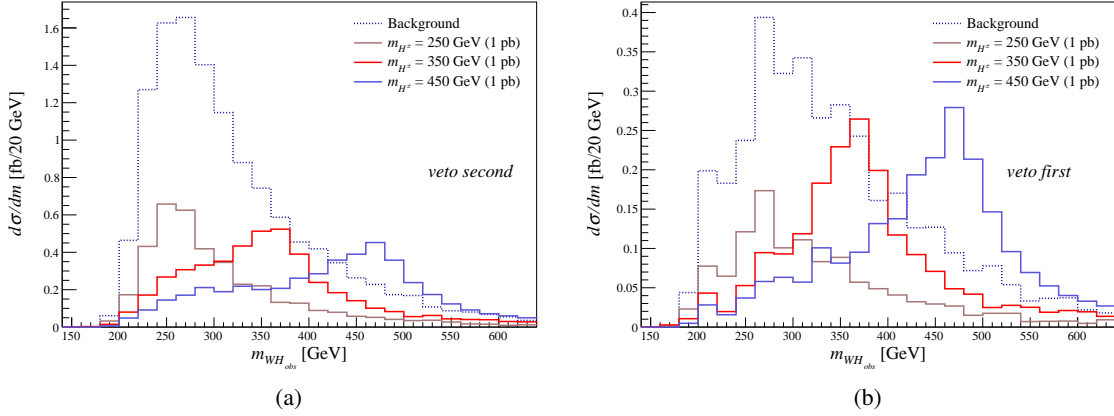 Background
m_{H^±} = 250 GeV (1 pb)
m_{H^±} = 350 GeV (1 pb)
m_{H^±} = 450 GeV (1 pb)
veto second
dσ/dm [fb/20 GeV]
1.6
1.4
1.2
1
0.8
0.6
0.4
0.2
0
150 200 250 300 350 400 450 500 550 600
m_{WH_{obs}} [GeV]
(a)
Background
m_{H^±} = 250 GeV (1 pb)
m_{H^±} = 350 GeV (1 pb)
m_{H^±} = 450 GeV (1 pb)
veto first
dσ/dm [fb/20 GeV]
0.4
0.35
0.3
0.25
0.2
0.15
0.1
0.05
0
150 200 250 300 350 400 450 500 550 600
m_{WH_{obs}} [GeV]
(b)